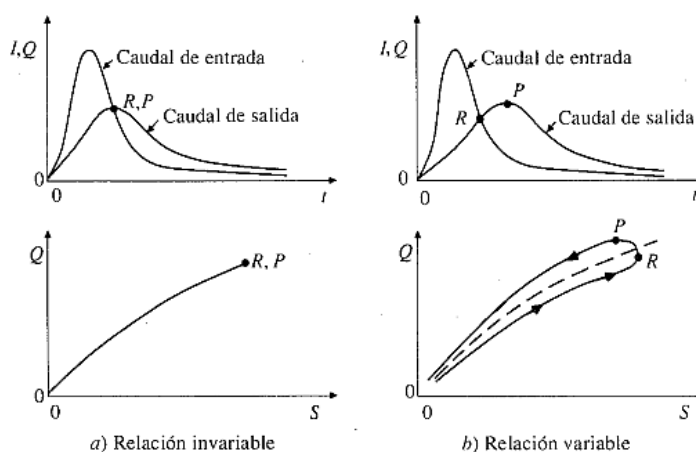 I,Q
Caudal de entrada
R, P
Caudal de salida
0
0
t
I,Q
Caudal de entrada
P
R
Caudal de salida
0
0
t
Q
R, P
0
0
S
a) Relación invariable
Q
P
R
0
0
S
b) Relación variable